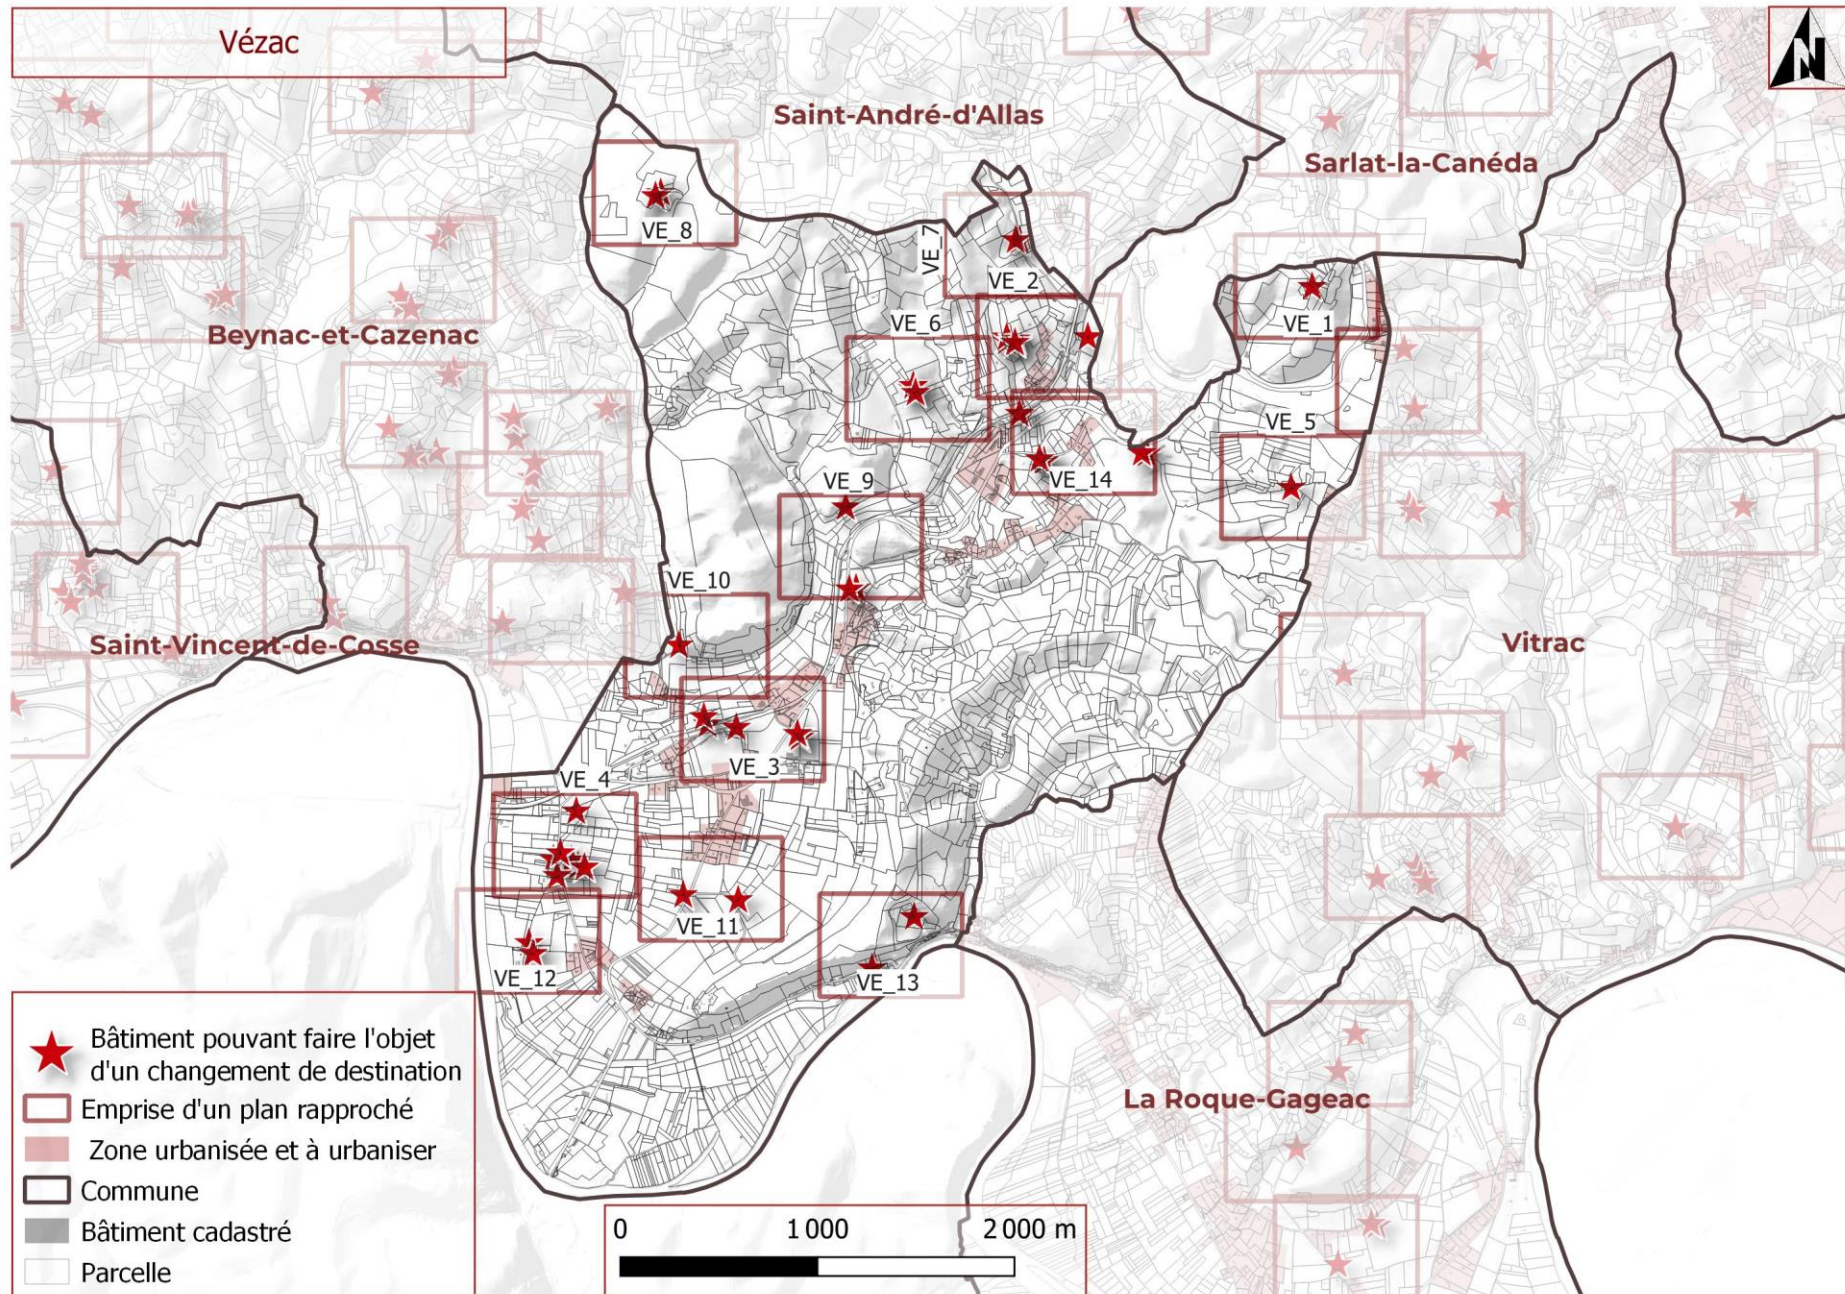 Vézac
N
Saint-André-d'Allas
Sarlat-la-Canéda
VE_8
VE_7
VE_2
VE_1
VE_6
Beynac-et-Cazenac
VE_5
VE_14
VE_9
VE_10
Saint-Vincent-de-Cosse
Vitrac
VE_3
VE_4
VE_11
VE_12
VE_13
Bâtiment pouvant faire l'objet
d'un changement de destination
Emprise d'un plan rapproché
Zone urbanisée et à urbaniser
Commune
Bâtiment cadastré
Parcelle
La Roque-Gageac
0 1 000 2 000 m